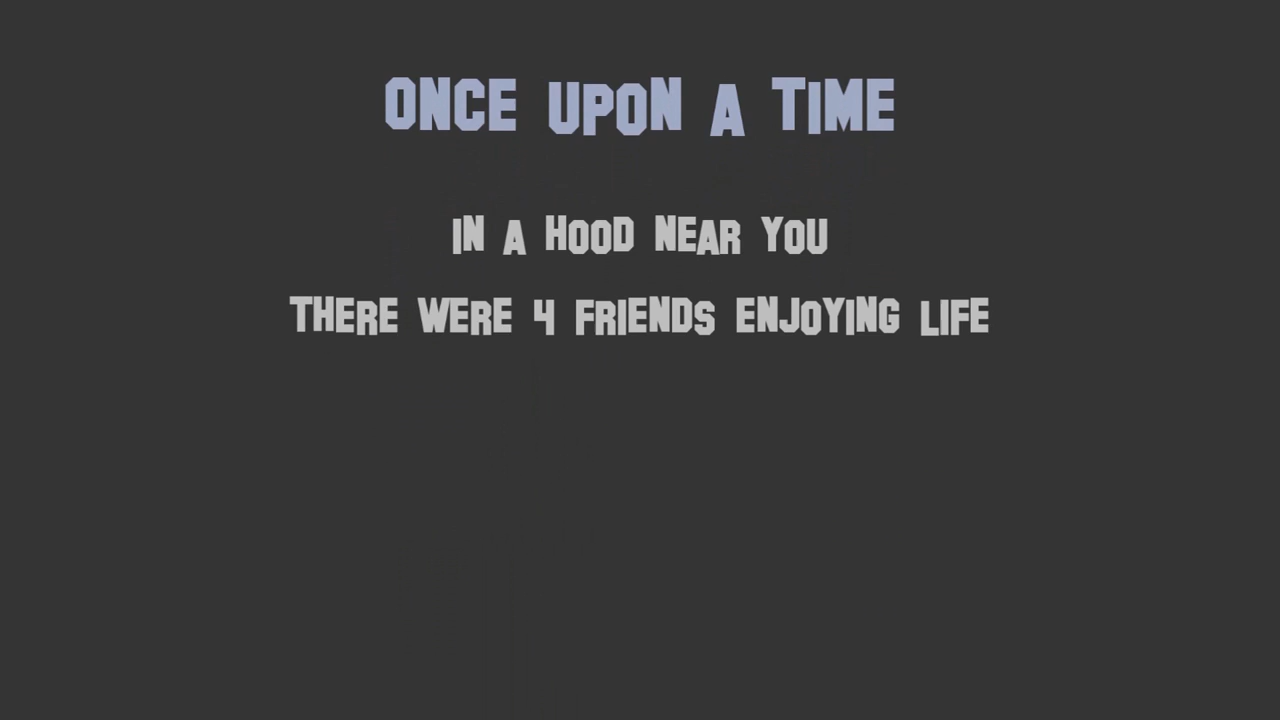 ONCE UPON A TIME
IN A HOOD NEAR YOU
THERE WERE 4 FRIENDS ENJOYING LIFE